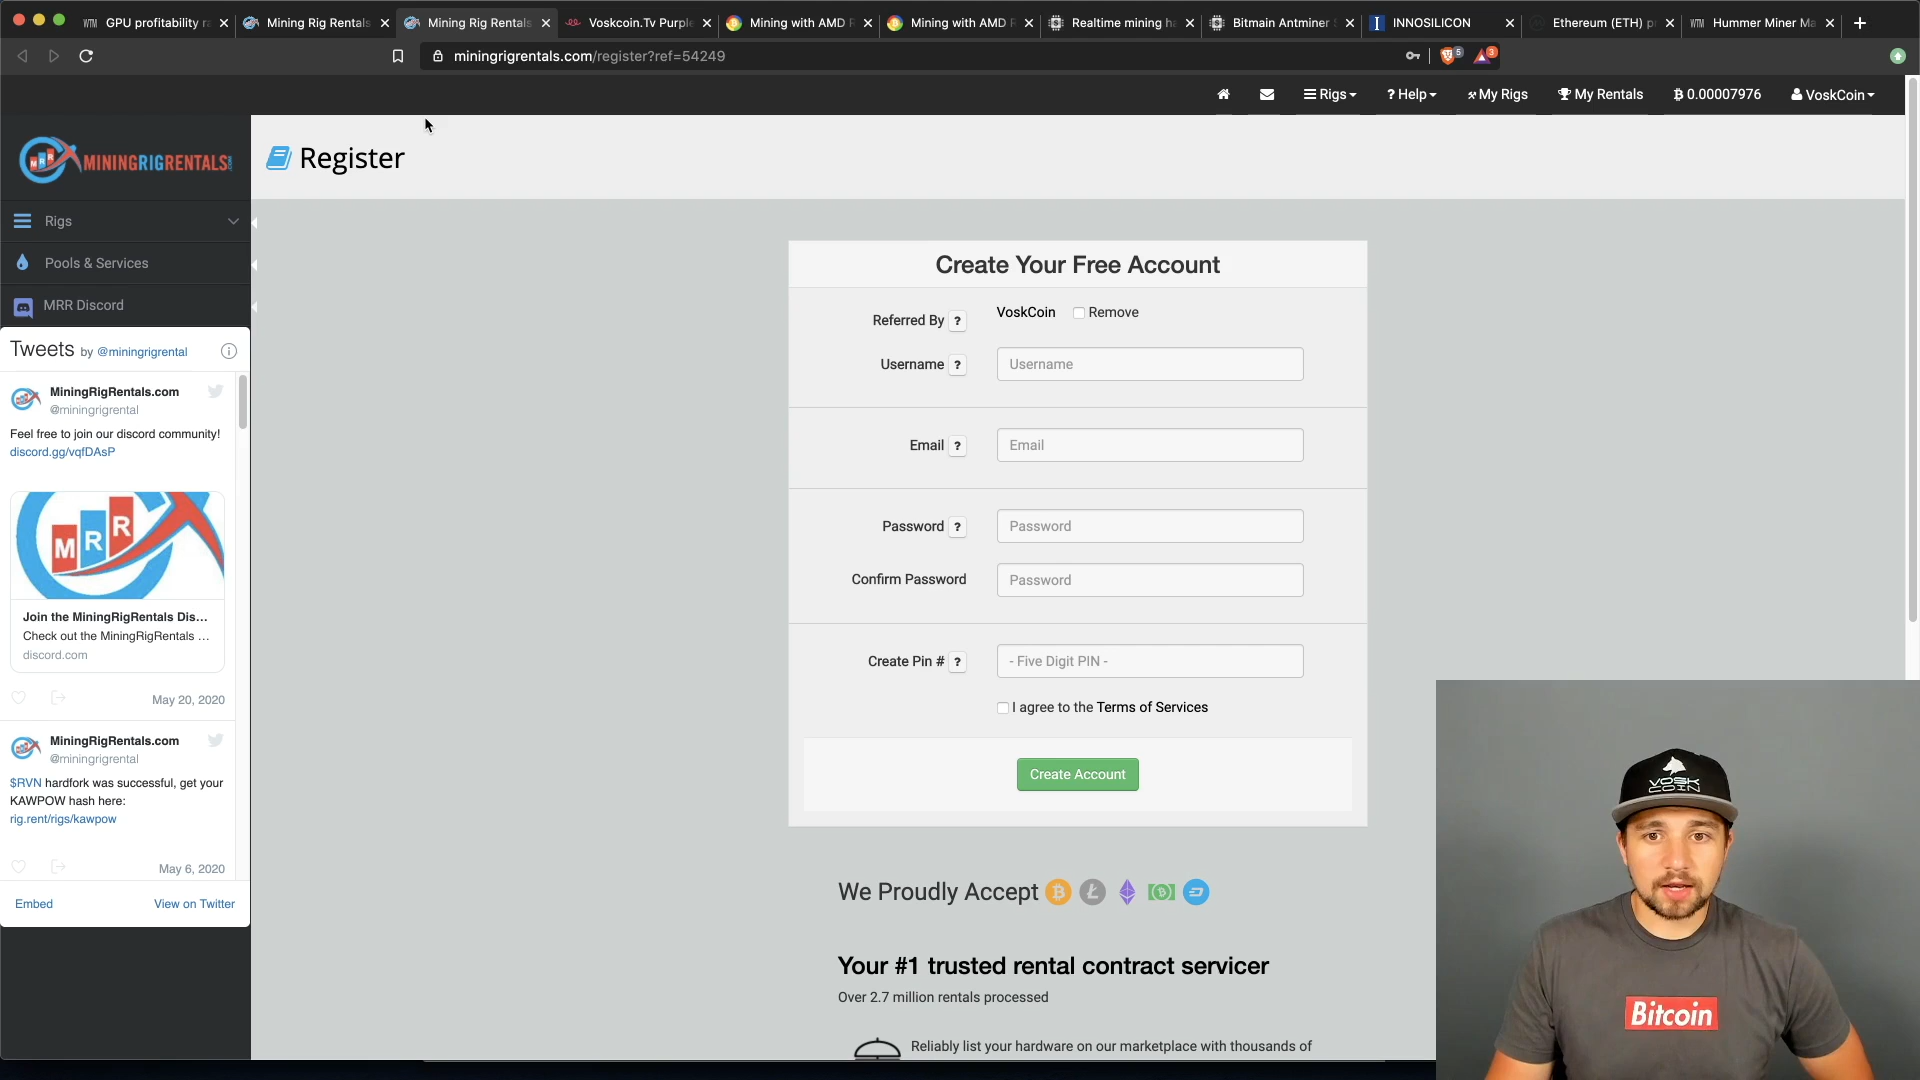 GPU profitability ra
Mining Rig Rentals
Mining Rig Rentals
Voskcoin.Tv Purple
Mining with AMD R
Mining with AMD R
Realtime mining ha
Bitmain Antminer S
INNOSILICON
Ethereum (ETH) pr
Hummer Miner Ma
miningrigrentals.com/register?ref=54249
5
3
Rigs
? Help
My Rigs
My Rentals
0.00007976
VoskCoin
MRR MININGRIGRENTALS
Register
Rigs
Pools & Services
MRR Discord
Tweets by @miningrigrental
MiningRigRentals.com
@miningrigrental
Feel free to join our discord community!
discord.gg/vqfDAsP
MRR
Join the MiningRigRentals Dis...
Check out the MiningRigRentals ...
discord.com
May 20, 2020
MiningRigRentals.com
@miningrigrental
$RVN hardfork was successful, get your
KAWPOW hash here:
rig.rent/rigs/kawpow
May 6, 2020
Embed
View on Twitter
Create Your Free Account
Referred By ? VoskCoin Remove
Username ? Username
Email ? Email
Password ? Password
Confirm Password Password
Create Pin # ? - Five Digit PIN -
I agree to the Terms of Services
Create Account
We Proudly Accept
Your #1 trusted rental contract servicer
Over 2.7 million rentals processed
Reliably list your hardware on our marketplace with thousands of
VOSK
COIN
Bitcoin